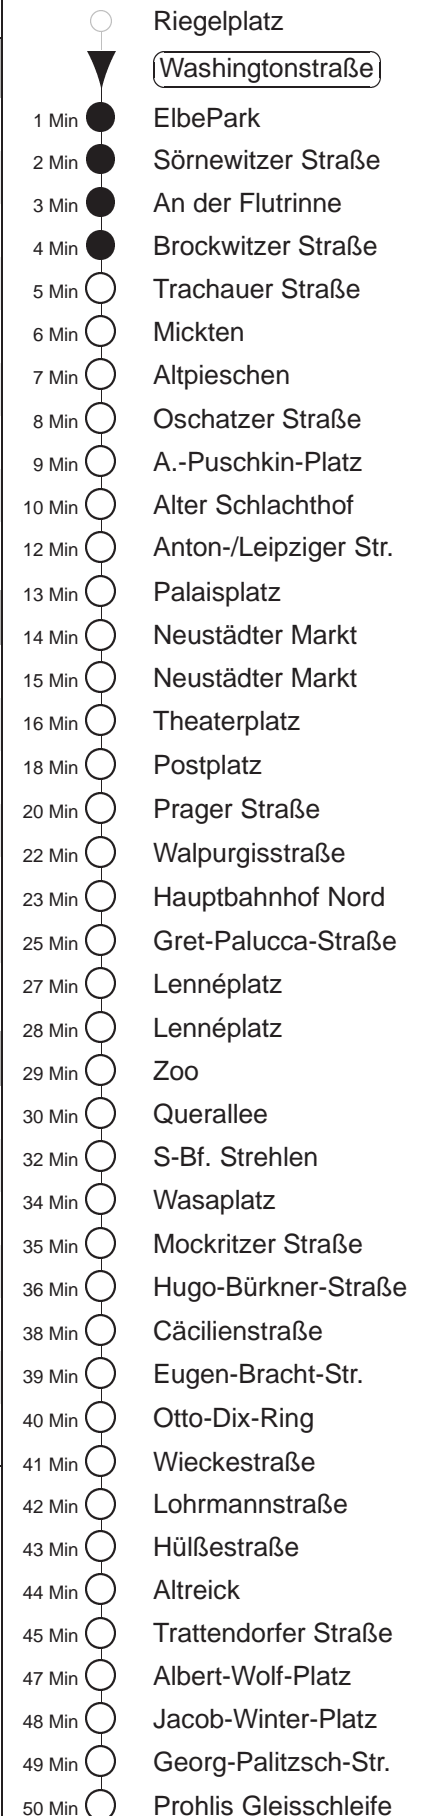 Riegelplatz
Washingtonstraße
1 Min ElbePark
2 Min Sörnewitzer Straße
3 Min An der Flutrinne
4 Min Brockwitzer Straße
5 Min Trachauer Straße
6 Min Mickten
7 Min Altpieschen
8 Min Oschatzer Straße
9 Min A.-Puschkin-Platz
10 Min Alter Schlachthof
12 Min Anton-/Leipziger Str.
13 Min Palaisplatz
14 Min Neustädter Markt
15 Min Neustädter Markt
16 Min Theaterplatz
18 Min Postplatz
20 Min Prager Straße
22 Min Walpurgisstraße
23 Min Hauptbahnhof Nord
25 Min Gret-Palucca-Straße
27 Min Lennéplatz
28 Min Lennéplatz
29 Min Zoo
30 Min Querallee
32 Min S-Bf. Strehlen
34 Min Wasaplatz
35 Min Mockritzer Straße
36 Min Hugo-Bürkner-Straße
38 Min Cäcilienstraße
39 Min Eugen-Bracht-Str.
40 Min Otto-Dix-Ring
41 Min Wieckestraße
42 Min Lohrmannstraße
43 Min Hülßestraße
44 Min Altreick
45 Min Trattendorfer Straße
47 Min Albert-Wolf-Platz
48 Min Jacob-Winter-Platz
49 Min Georg-Palitzsch-Str.
50 Min Prohlis Gleisschleife